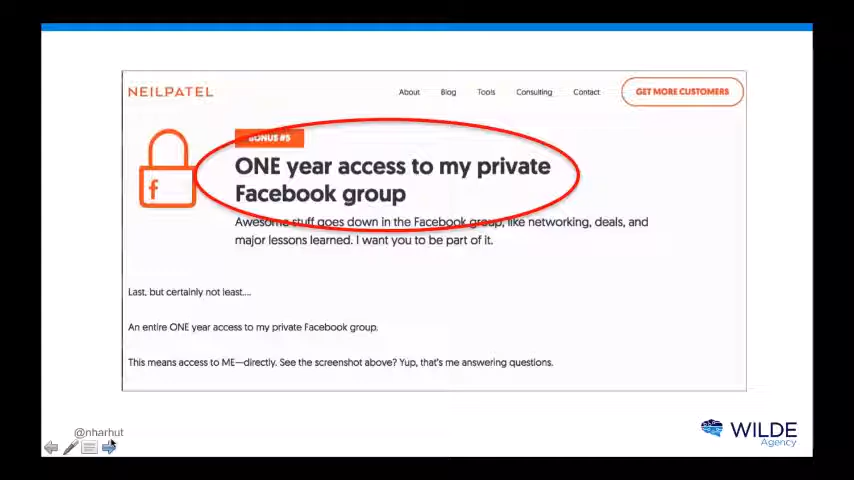 NEILPATEL
About Blog Tools Consulting Contact GET MORE CUSTOMERS
BONUS #5
f
ONE year access to my private
Facebook group
Awesome stuff goes down in the Facebook group, like networking, deals, and
major lessons learned. I want you to be part of it.
Last, but certainly not least....
An entire ONE year access to my private Facebook group.
This means access to ME—directly. See the screenshot above? Yup, that's me answering questions.
@nharhut
WILDE
Agency